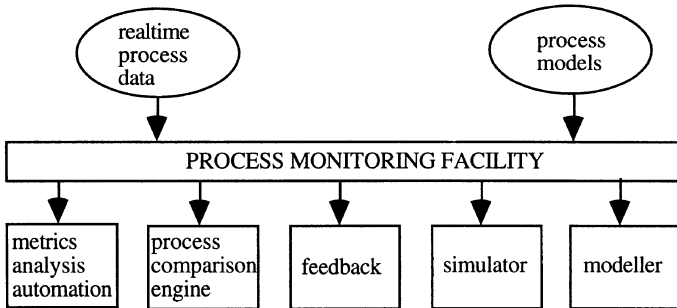 realtime
process
data
process
models
PROCESS MONITORING FACILITY
metrics
analysis
automation
process
comparison
engine
feedback
simulator
modeller